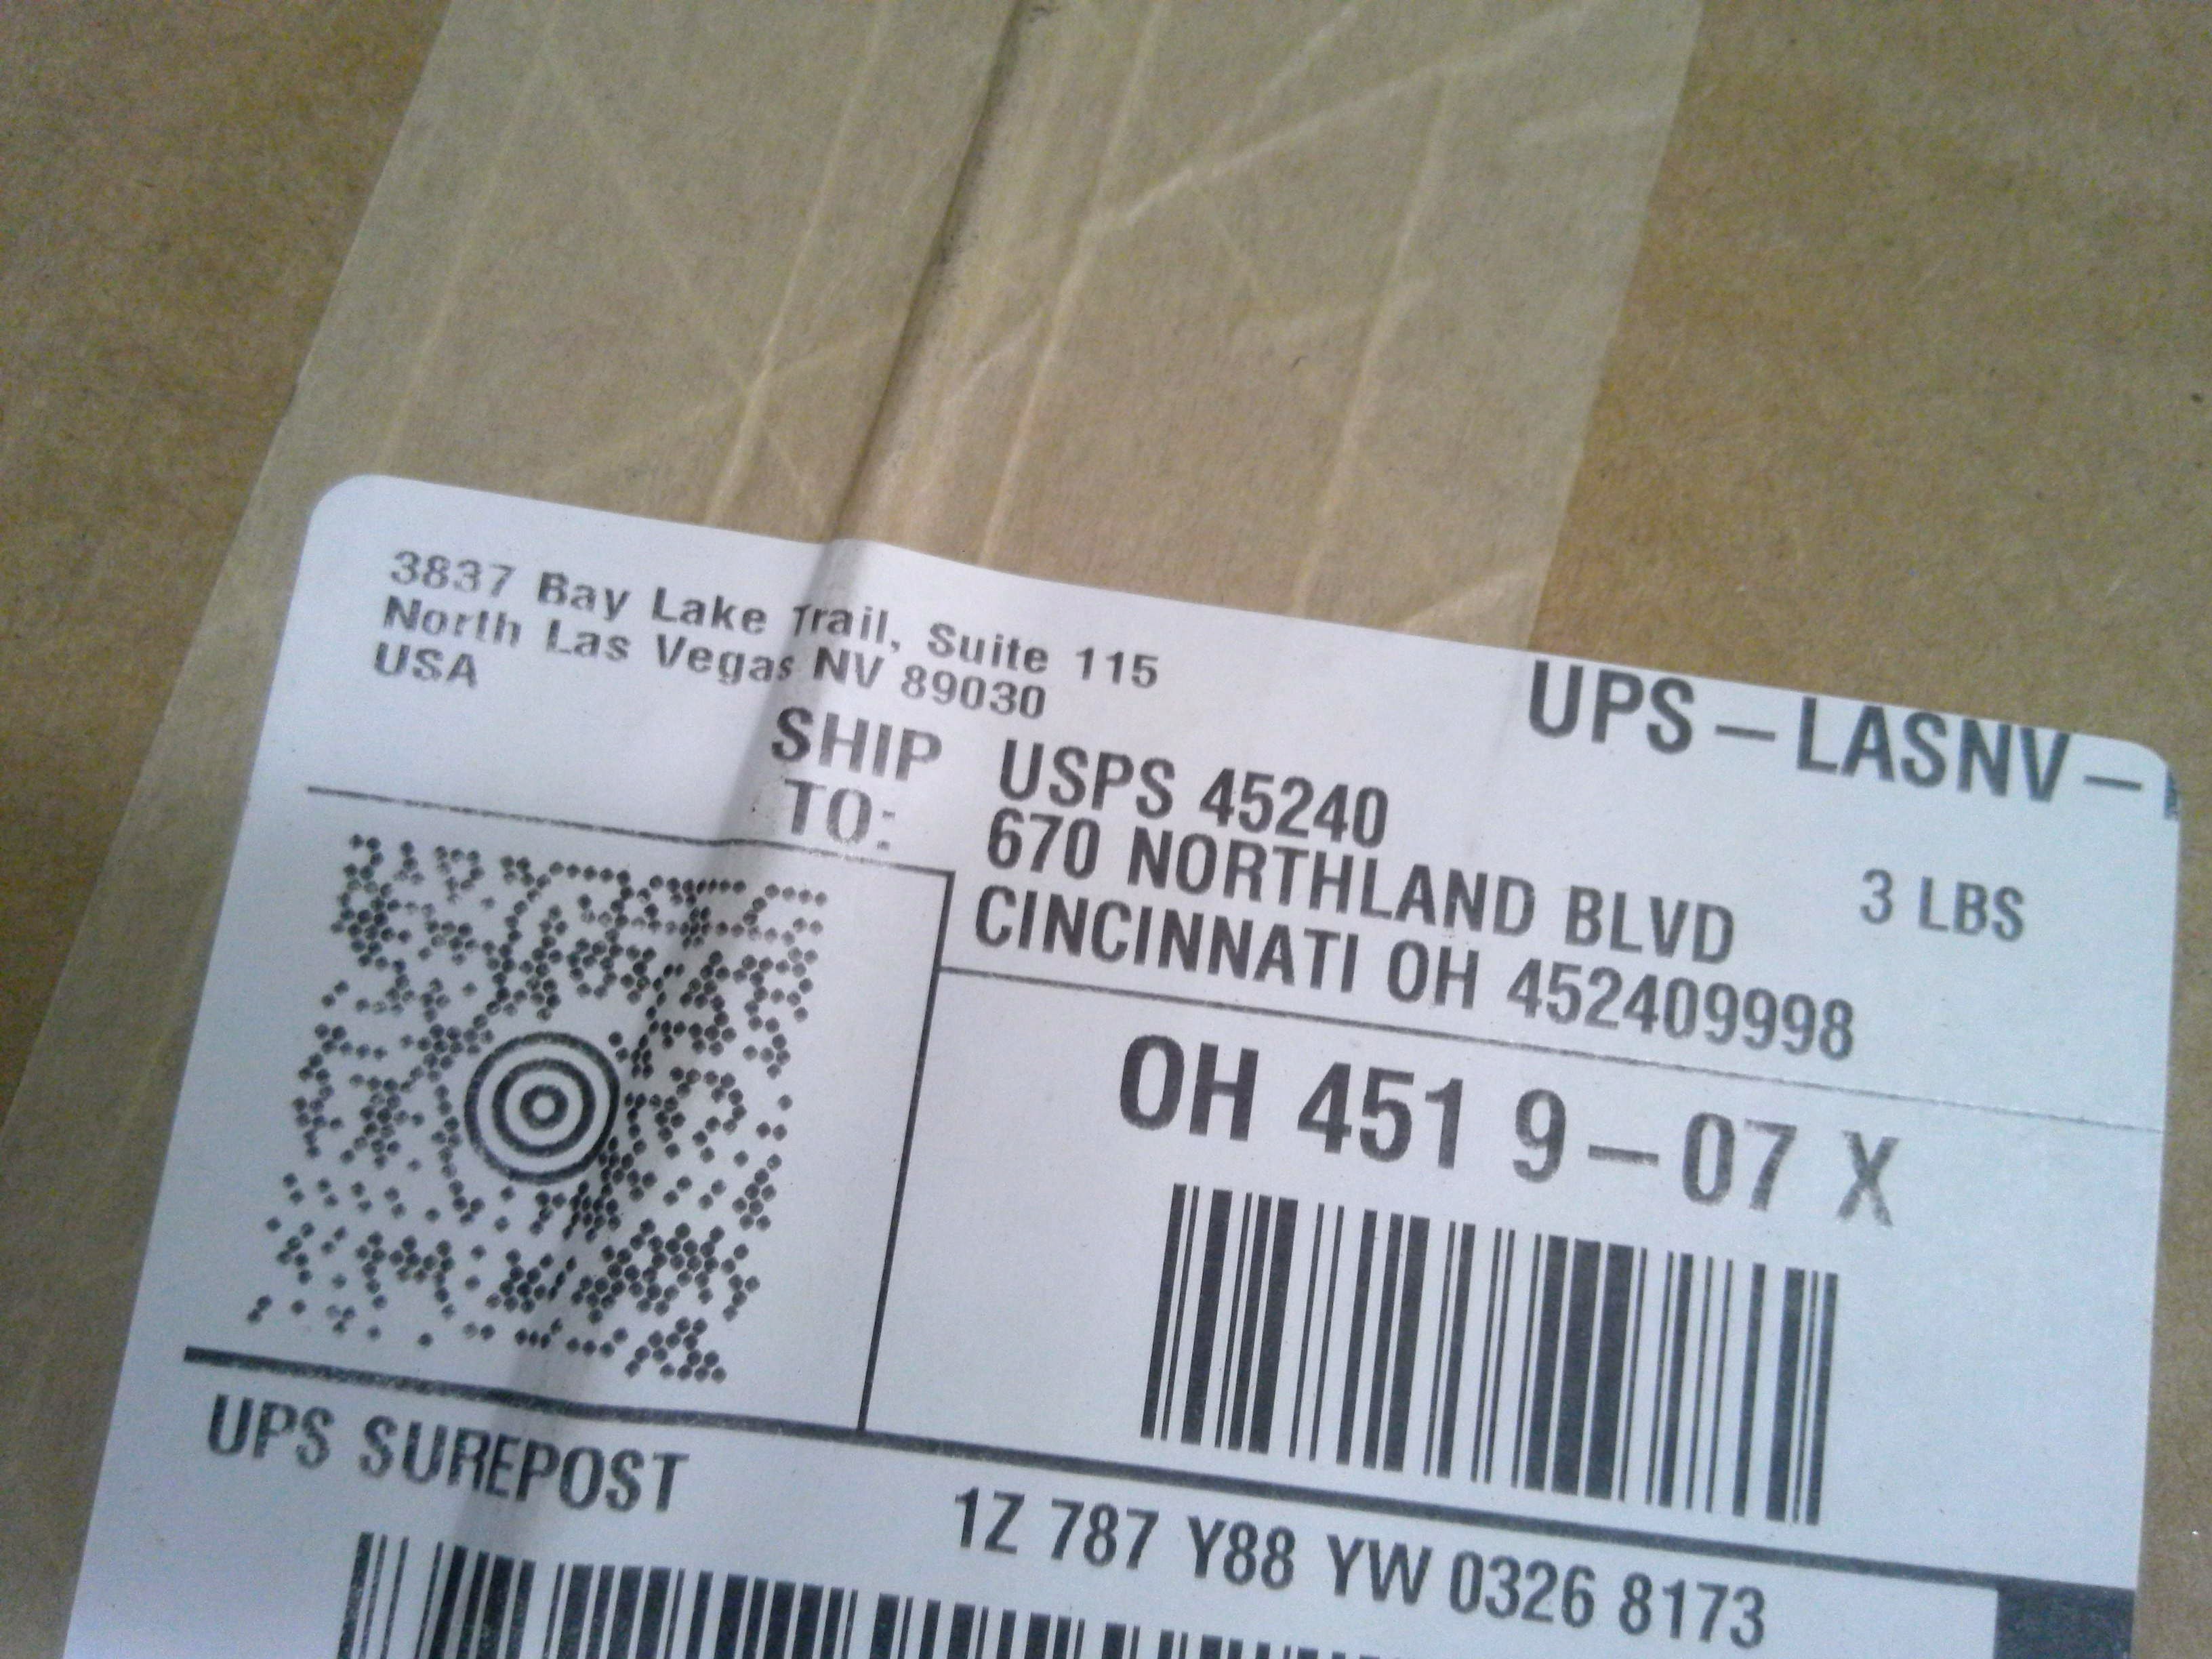 3837 Bay Lake Trail, Suite 115
North Las Vegas NV 89030
USA
UPS - LASNV -
SHIP TO:
USPS 45240
670 NORTHLAND BLVD
CINCINNATI OH 452409998
3 LBS
OH 451 9-07 X
UPS SUREPOST
1Z 787 Y88 YW 0326 8173